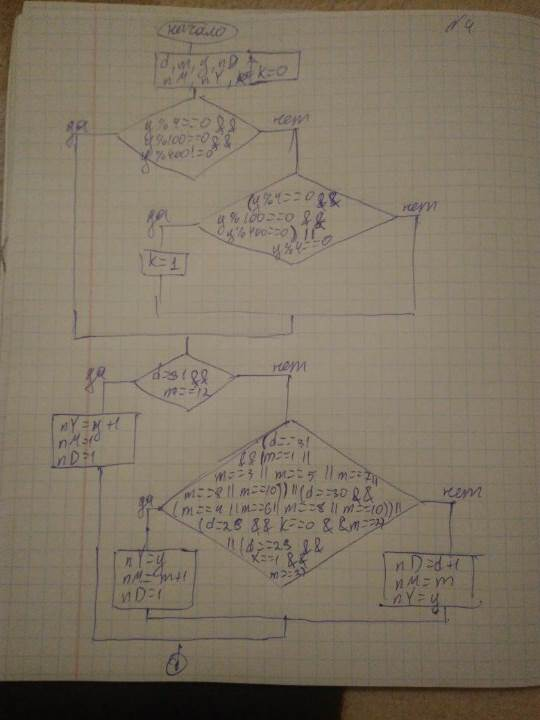 №4
начало
d, m, y, nD
nM, nY, k=0
да
нет
y%4==0 &&
y%100==0 &&
y%400!=0
да
нет
(y%4==0 &&
y%100==0 &&
y%400==0) ||
y%4==0
k=1
да
нет
d=31 &&
m==12
nY=y+1
nM=1
nD=1
да
нет
(d==31
&& (m==1 ||
m==3 || m==5 || m==7 ||
m==8 || m==10)) || (d==30 &&
(m==4 || m==6 || m==8 || m==10)) ||
(d=28 && k==0 && m==2)
|| (d==29 &&
k==1 &&
m==2)
nY=y
nM=m+1
nD=1
nD=d+1
nM=m
nY=y
1